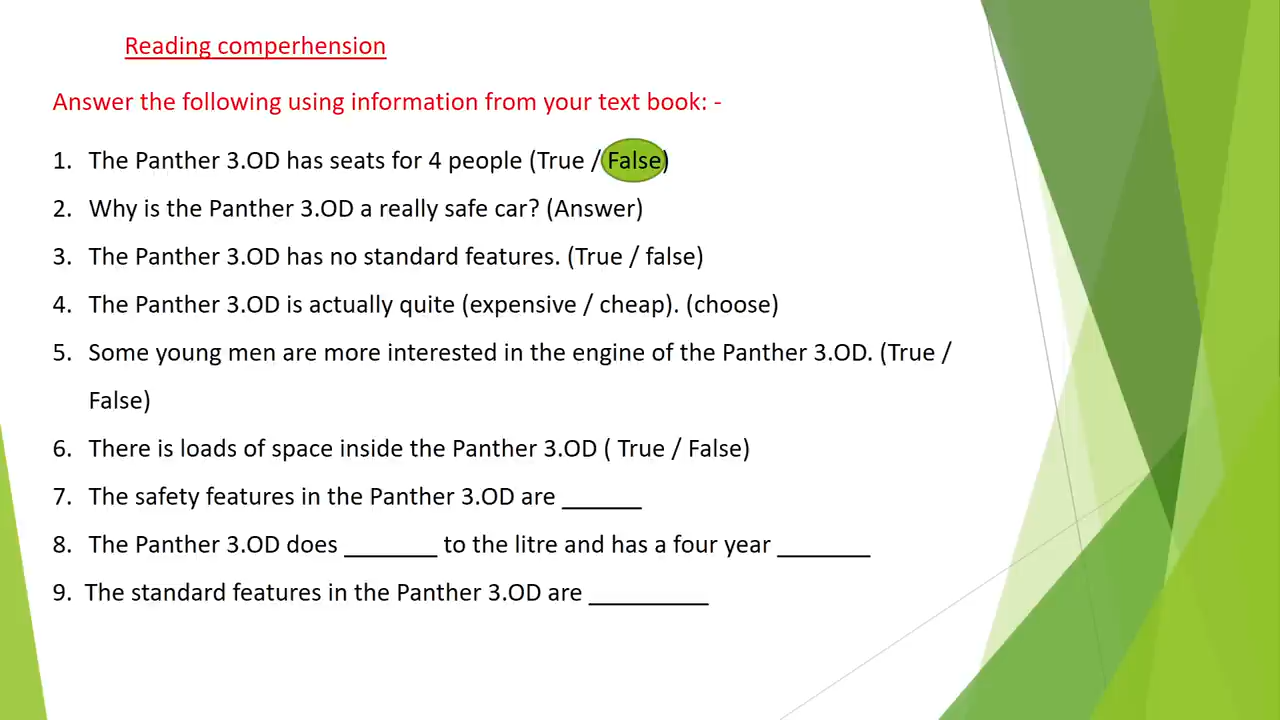 Reading comperhension
Answer the following using information from your text book: -
1. The Panther 3.OD has seats for 4 people (True / False)
2. Why is the Panther 3.OD a really safe car? (Answer)
3. The Panther 3.OD has no standard features. (True / false)
4. The Panther 3.OD is actually quite (expensive / cheap). (choose)
5. Some young men are more interested in the engine of the Panther 3.OD. (True /
False)
6. There is loads of space inside the Panther 3.OD ( True / False)
7. The safety features in the Panther 3.OD are ______
8. The Panther 3.OD does _______ to the litre and has a four year _______
9. The standard features in the Panther 3.OD are _________